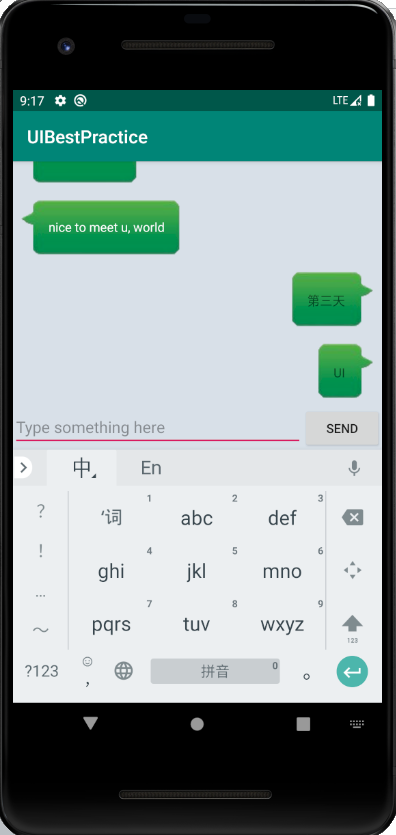 9:17 LTE
UIBestPractice
nice to meet u, world
第三天
UI
Type something here SEND
中 En
? '词 1 abc 2 def 3
! ghi 4 jkl 5 mno 6
... pqrs 7 tuv 8 wxyz 9
～ 123
?123 , 拼音 0 。